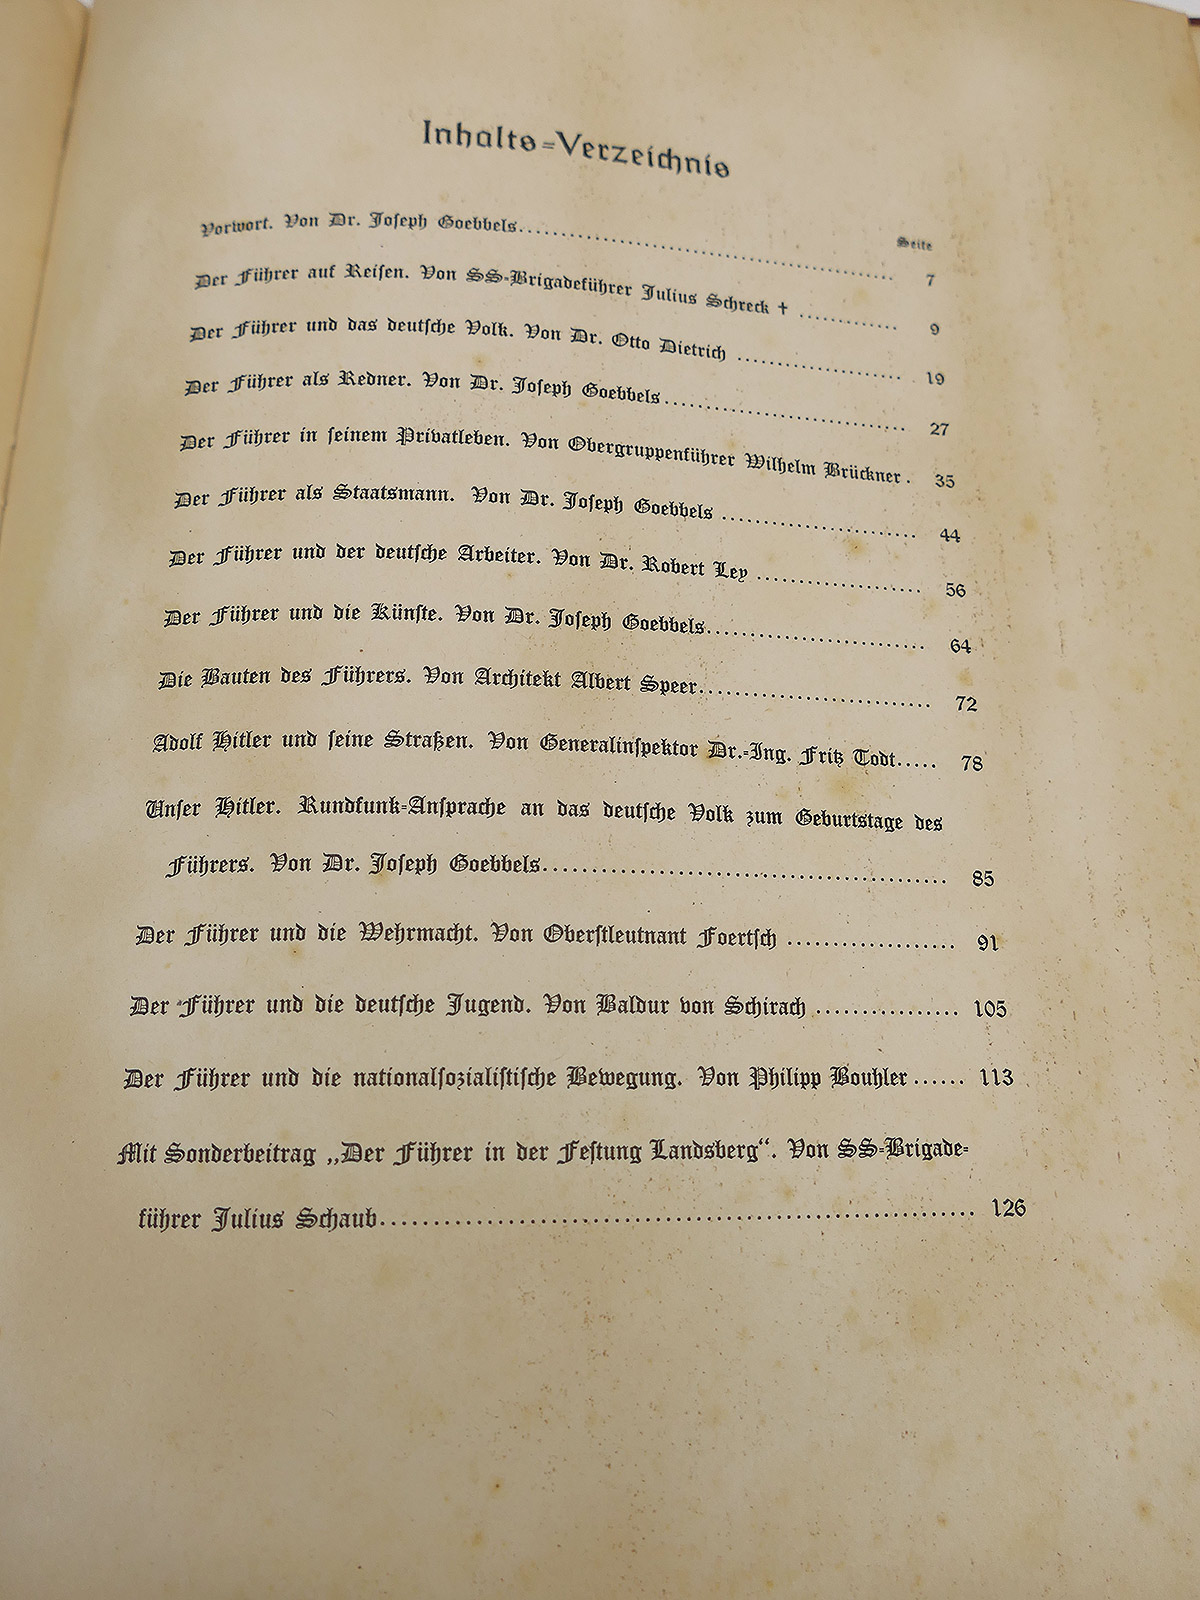 Inhalts=Verzeichnis
Seite
Vorwort. Von Dr. Joseph Goebbels.................................... 7
Der Führer auf Reisen. Von SS=Brigadeführer Julius Schreck † ............ 9
Der Führer und das deutsche Volk. Von Dr. Otto Dietrich .................... 19
Der Führer als Redner. Von Dr. Joseph Goebbels............................. 27
Der Führer in seinem Privatleben. Von Obergruppenführer Wilhelm Brückner . 35
Der Führer als Staatsmann. Von Dr. Joseph Goebbels ....................... 44
Der Führer und der deutsche Arbeiter. Von Dr. Robert Ley .................... 56
Der Führer und die Künste. Von Dr. Joseph Goebbels.......................... 64
Die Bauten des Führers. Von Architekt Albert Speer............................ 72
Adolf Hitler und seine Straßen. Von Generalinspektor Dr.=Ing. Fritz Todt..... 78
Unser Hitler. Rundfunk=Ansprache an das deutsche Volk zum Geburtstage des
Führers. Von Dr. Joseph Goebbels................................................ 85
Der Führer und die Wehrmacht. Von Oberstleutnant Foertsch .................... 91
Der Führer und die deutsche Jugend. Von Baldur von Schirach ................ 105
Der Führer und die nationalsozialistische Bewegung. Von Philipp Bouhler...... 113
Mit Sonderbeitrag „Der Führer in der Festung Landsberg“. Von SS=Brigade=
führer Julius Schaub............................................................ 126